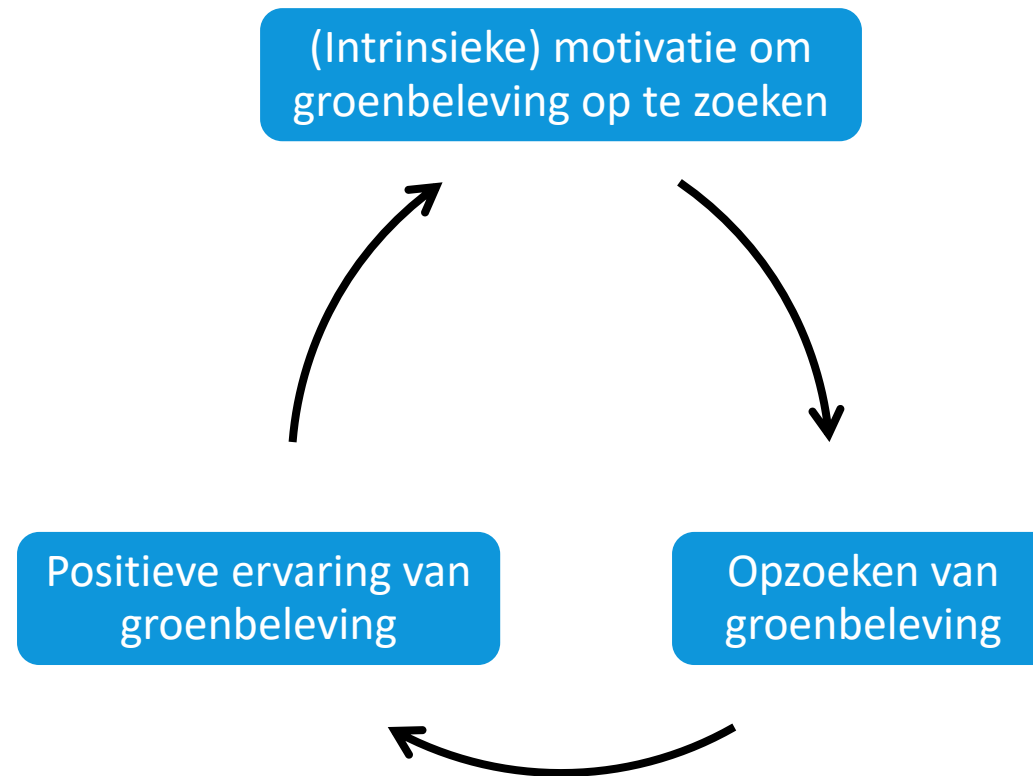 (Intrinsieke) motivatie om
groenbeleving op te zoeken
Positieve ervaring van
groenbeleving
Opzoeken van
groenbeleving